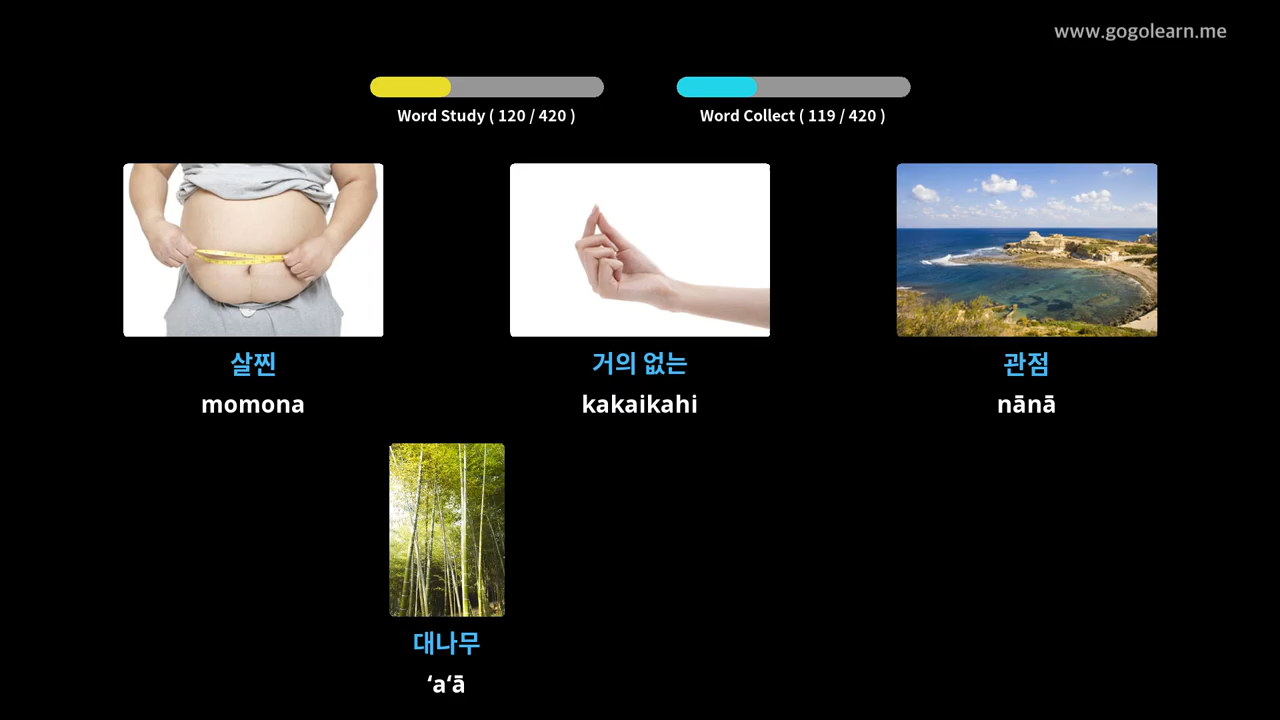 www.gogolearn.me
Word Study ( 120 / 420 )
Word Collect ( 119 / 420 )
살찐
momona
거의 없는
kakaikahi
관점
nānā
대나무
ʻaʻā